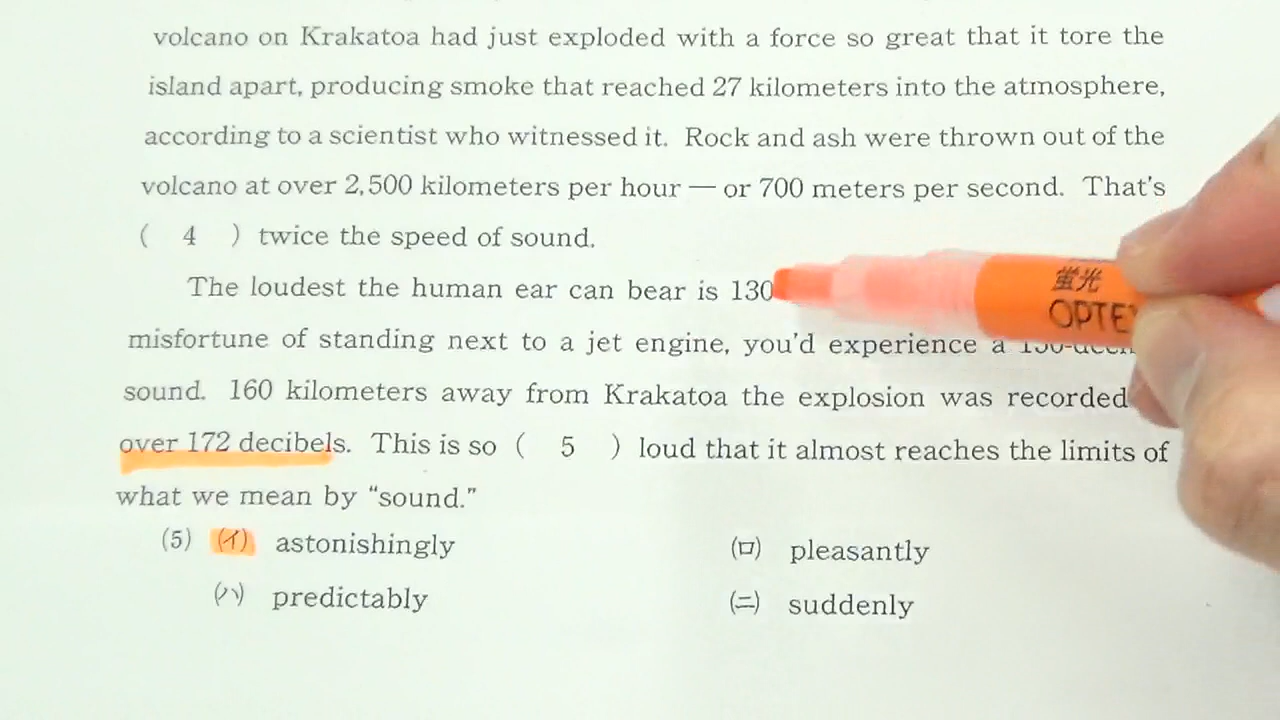 volcano on Krakatoa had just exploded with a force so great that it tore the
island apart, producing smoke that reached 27 kilometers into the atmosphere,
according to a scientist who witnessed it. Rock and ash were thrown out of the
volcano at over 2,500 kilometers per hour — or 700 meters per second. That's
( 4 ) twice the speed of sound.
The loudest the human ear can bear is 130
蛍光
OPTE
misfortune of standing next to a jet engine, you'd experience a
sound. 160 kilometers away from Krakatoa the explosion was recorded
over 172 decibels. This is so ( 5 ) loud that it almost reaches the limits of
what we mean by “sound.”
(5) (イ) astonishingly (ロ) pleasantly
(ハ) predictably (ニ) suddenly